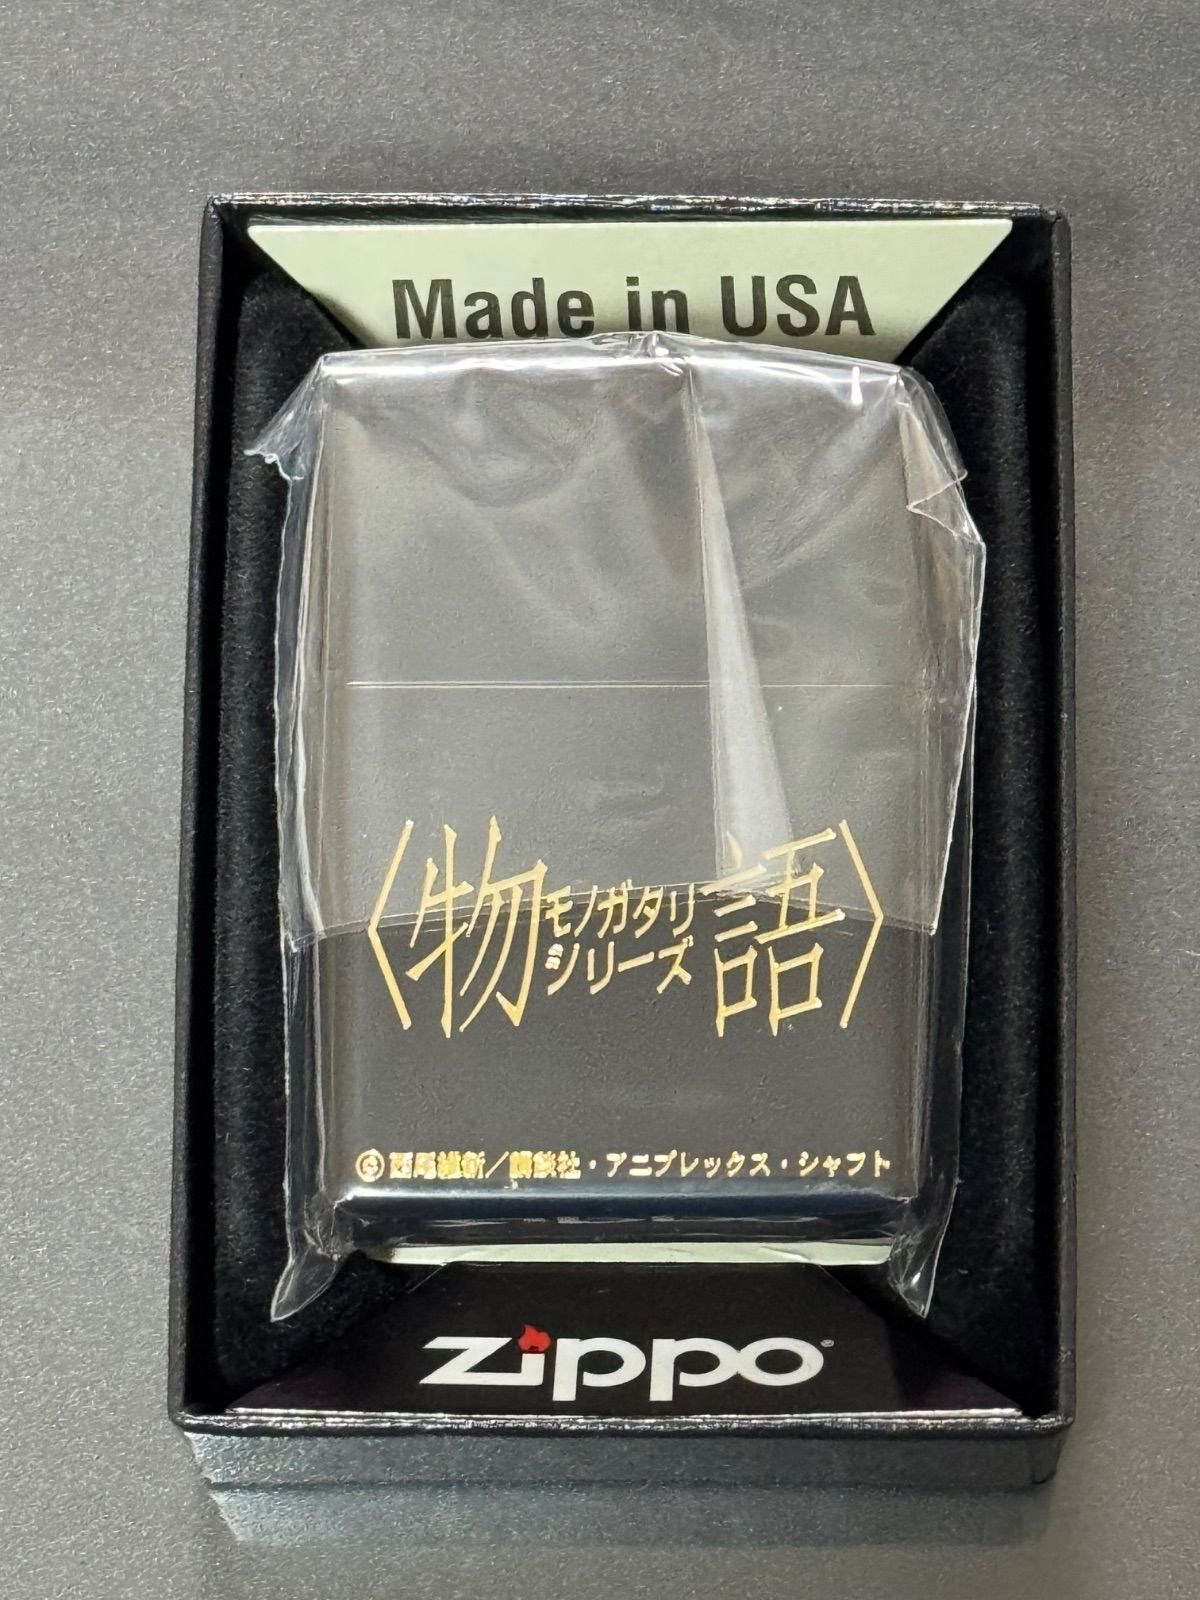 Made in USA
〈物語〉
モノガタリ
シリーズ
©西尾維新／講談社・アニプレックス・シャフト
zippo